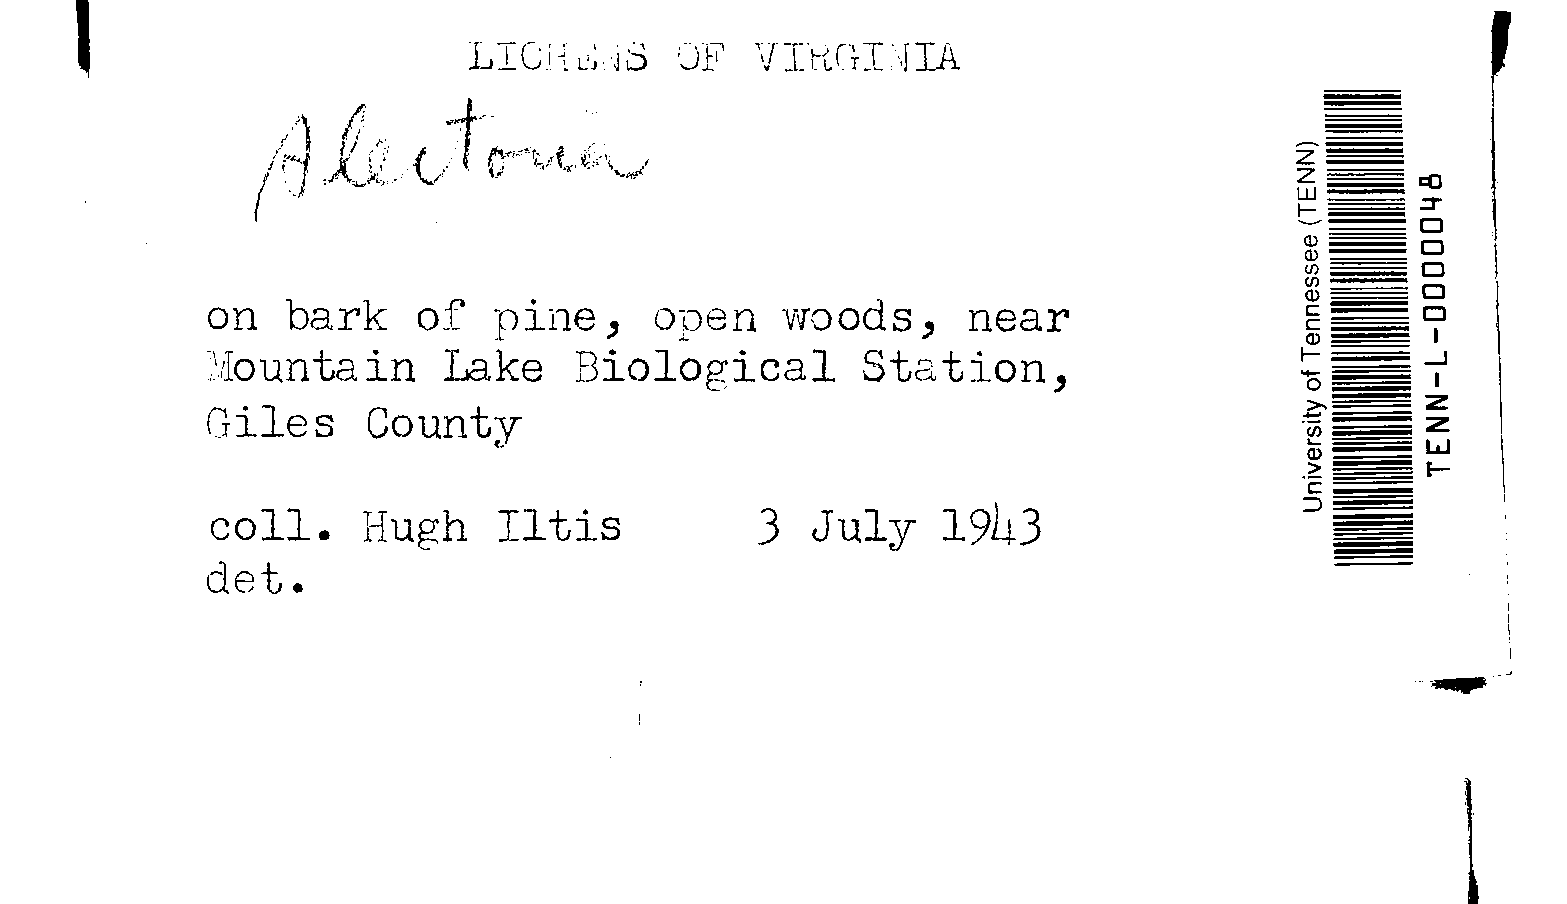 LICHENS OF VIRGINIA
Alectoria
on bark of pine, open woods, near
Mountain Lake Biological Station,
Giles County
coll. Hugh Iltis 3 July 1943
det.
University of Tennessee (TENN)
TENN-L-0000048